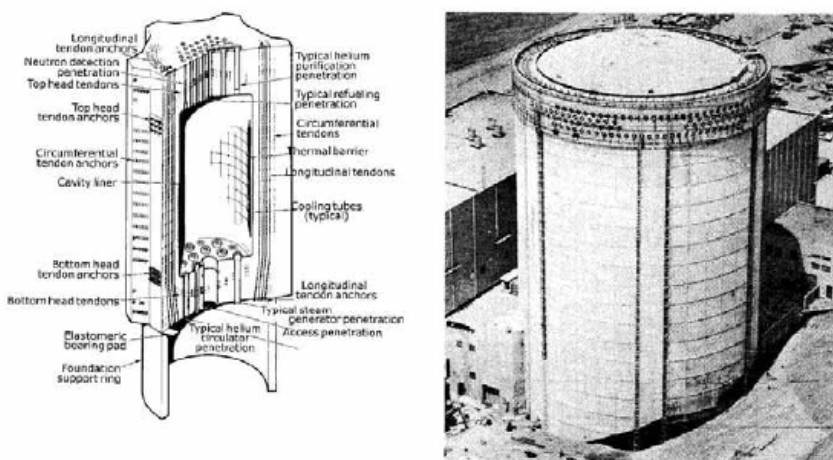 Longitudinal
tendon anchors
Neutron detection
penetration
Top head tendons
Top head
tendon anchors
Circumferential
tendon anchors
Cavity liner
Bottom head
tendon anchors
Bottom head tendons
Elastomeric
bearing pad
Foundation
support ring
Typical helium
purification
penetration
Typical refueling
penetration
Circumferential
tendons
Thermal barrier
Longitudinal tendons
Cooling tubes
(typical)
Longitudinal
tendon anchors
Typical steam
generator penetration
Access penetration
Typical helium
circulator
penetration